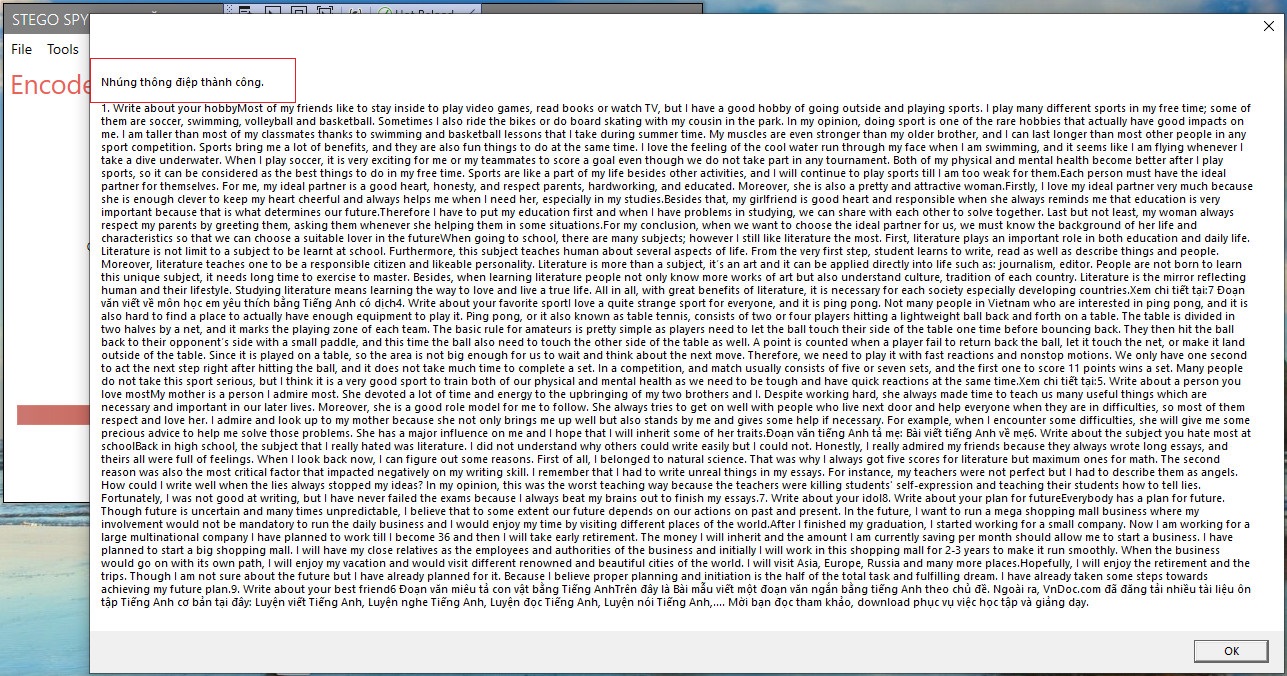 STEGO SPY
Hot Reload
File Tools
Encode
Nhúng thông điệp thành công.
1. Write about your hobbyMost of my friends like to stay inside to play video games, read books or watch TV, but I have a good hobby of going outside and playing sports. I play many different sports in my free time; some of
them are soccer, swimming, volleyball and basketball. Sometimes I also ride the bikes or do board skating with my cousin in the park. In my opinion, doing sport is one of the rare hobbies that actually have good impacts on
me. I am taller than most of my classmates thanks to swimming and basketball lessons that I take during summer time. My muscles are even stronger than my older brother, and I can last longer than most other people in any
sport competition. Sports bring me a lot of benefits, and they are also fun things to do at the same time. I love the feeling of the cool water run through my face when I am swimming, and it seems like I am flying whenever I
take a dive underwater. When I play soccer, it is very exciting for me or my teammates to score a goal even though we do not take part in any tournament. Both of my physical and mental health become better after I play
sports, so it can be considered as the best things to do in my free time. Sports are like a part of my life besides other activities, and I will continue to play sports till I am too weak for them.Each person must have the ideal
partner for themselves. For me, my ideal partner is a good heart, honesty, and respect parents, hardworking, and educated. Moreover, she is also a pretty and attractive woman.Firstly, I love my ideal partner very much because
she is enough clever to keep my heart cheerful and always helps me when I need her, especially in my studies.Besides that, my girlfriend is good heart and responsible when she always reminds me that education is very
important because that is what determines our future.Therefore I have to put my education first and when I have problems in studying, we can share with each other to solve together. Last but not least, my woman always
respect my parents by greeting them, asking them whenever she helping them in some situations.For my conclusion, when we want to choose the ideal partner for us, we must know the background of her life and
characteristics so that we can choose a suitable lover in the futureWhen going to school, there are many subjects; however I still like literature the most. First, literature plays an important role in both education and daily life.
Literature is not limit to a subject to be learnt at school. Furthermore, this subject teaches human about several aspects of life. From the very first step, student learns to write, read as well as describe things and people.
Moreover, literature teaches one to be a responsible citizen and likeable personality. Literature is more than a subject, it's an art and it can be applied directly into life such as: journalism, editor. People are not born to learn
this unique subject, it needs long time to exercise to master. Besides, when learning literature people not only know more works of art but also understand culture, tradition of each country. Literature is the mirror reflecting
human and their lifestyle. Studying literature means learning the way to love and live a true life. All in all, with great benefits of literature, it is necessary for each society especially developing countries.Xem chi tiết tại:7 Đoạn
văn viết về môn học em yêu thích bằng Tiếng Anh có dịch4. Write about your favorite sportI love a quite strange sport for everyone, and it is ping pong. Not many people in Vietnam who are interested in ping pong, and it is
also hard to find a place to actually have enough equipment to play it. Ping pong, or it also known as table tennis, consists of two or four players hitting a lightweight ball back and forth on a table. The table is divided in
two halves by a net, and it marks the playing zone of each team. The basic rule for amateurs is pretty simple as players need to let the ball touch their side of the table one time before bouncing back. They then hit the ball
back to their opponent's side with a small paddle, and this time the ball also need to touch the other side of the table as well. A point is counted when a player fail to return back the ball, let it touch the net, or make it land
outside of the table. Since it is played on a table, so the area is not big enough for us to wait and think about the next move. Therefore, we need to play it with fast reactions and nonstop motions. We only have one second
to act the next step right after hitting the ball, and it does not take much time to complete a set. In a competition, and match usually consists of five or seven sets, and the first one to score 11 points wins a set. Many people
do not take this sport serious, but I think it is a very good sport to train both of our physical and mental health as we need to be tough and have quick reactions at the same time.Xem chi tiết tại:5. Write about a person you
love mostMy mother is a person I admire most. She devoted a lot of time and energy to the upbringing of my two brothers and I. Despite working hard, she always made time to teach us many useful things which are
necessary and important in our later lives. Moreover, she is a good role model for me to follow. She always tries to get on well with people who live next door and help everyone when they are in difficulties, so most of them
respect and love her. I admire and look up to my mother because she not only brings me up well but also stands by me and gives some help if necessary. For example, when I encounter some difficulties, she will give me some
precious advice to help me solve those problems. She has a major influence on me and I hope that I will inherit some of her traits.Đoạn văn tiếng Anh tả mẹ: Bài viết tiếng Anh về mẹ6. Write about the subject you hate most at
schoolBack in high school, the subject that I really hated was literature. I did not understand why others could write easily but I could not. Honestly, I really admired my friends because they always wrote long essays, and
theirs all were full of feelings. When I look back now, I can figure out some reasons. First of all, I belonged to natural science. That was why I always got five scores for literature but maximum ones for math. The second
reason was also the most critical factor that impacted negatively on my writing skill. I remember that I had to write unreal things in my essays. For instance, my teachers were not perfect but I had to describe them as angels.
How could I write well when the lies always stopped my ideas? In my opinion, this was the worst teaching way because the teachers were killing students' self-expression and teaching their students how to tell lies.
Fortunately, I was not good at writing, but I have never failed the exams because I always beat my brains out to finish my essays.7. Write about your idol8. Write about your plan for futureEverybody has a plan for future.
Though future is uncertain and many times unpredictable, I believe that to some extent our future depends on our actions on past and present. In the future, I want to run a mega shopping mall business where my
involvement would not be mandatory to run the daily business and I would enjoy my time by visiting different places of the world.After I finished my graduation, I started working for a small company. Now I am working for a
large multinational company I have planned to work till I become 36 and then I will take early retirement. The money I will inherit and the amount I am currently saving per month should allow me to start a business. I have
planned to start a big shopping mall. I will have my close relatives as the employees and authorities of the business and initially I will work in this shopping mall for 2-3 years to make it run smoothly. When the business
would go on with its own path, I will enjoy my vacation and would visit different renowned and beautiful cities of the world. I will visit Asia, Europe, Russia and many more places.Hopefully, I will enjoy the retirement and the
trips. Though I am not sure about the future but I have already planned for it. Because I believe proper planning and initiation is the half of the total task and fulfilling dream. I have already taken some steps towards
achieving my future plan.9. Write about your best friend6 Đoạn văn miêu tả con vật bằng Tiếng AnhTrên đây là Bài mẫu viết một đoạn văn ngắn bằng tiếng Anh theo chủ đề. Ngoài ra, VnDoc.com đã đăng tải nhiều tài liệu ôn
tập Tiếng Anh cơ bản tại đây: Luyện viết Tiếng Anh, Luyện nghe Tiếng Anh, Luyện đọc Tiếng Anh, Luyện nói Tiếng Anh,.... Mời bạn đọc tham khảo, download phục vụ việc học tập và giảng dạy.
OK